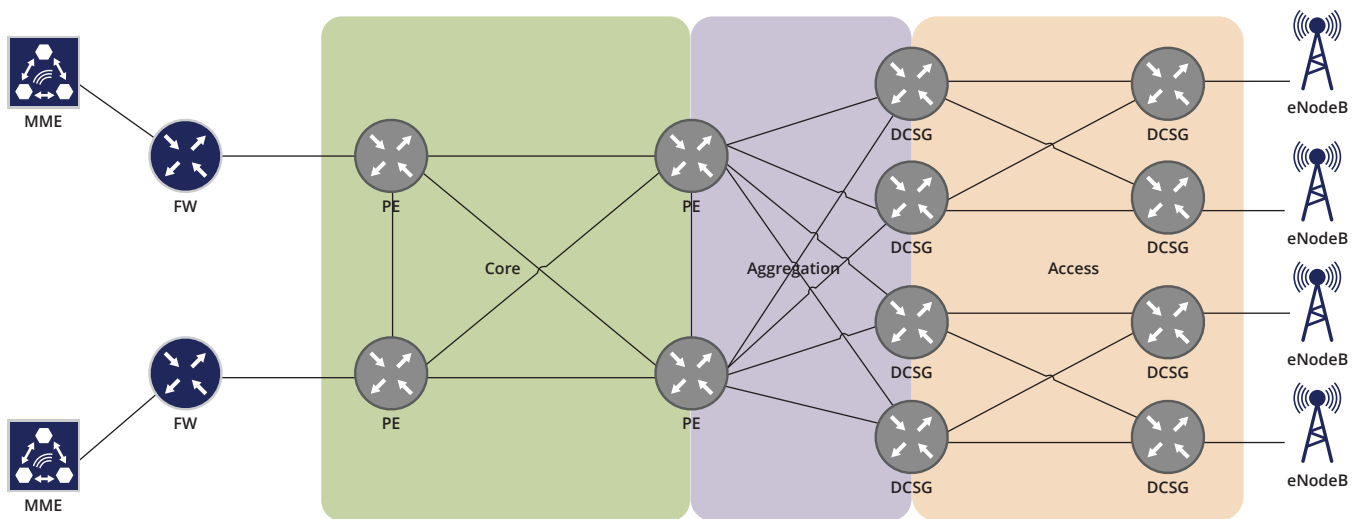 MME
FW
PE
PE
DCSG
DCSG
eNodeB
DCSG
DCSG
eNodeB
Core
Aggregation
Access
MME
FW
PE
PE
DCSG
DCSG
eNodeB
DCSG
DCSG
eNodeB